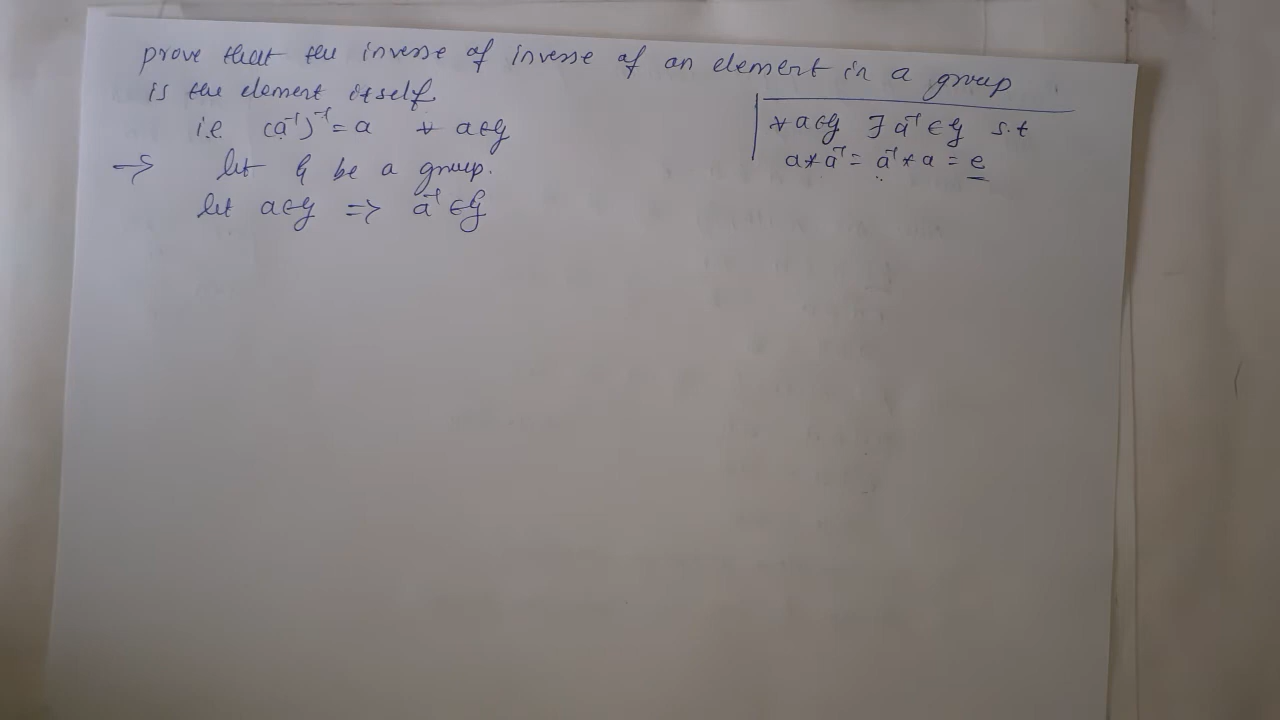 prove that the inverse of inverse of an element in a group
is the element itself
i.e (a⁻¹)⁻¹ = a ∀ a∈G
→ let G be a group.
let a∈G => a⁻¹∈G
∀ a∈G ∃ a⁻¹∈G s.t
a*a⁻¹ = a⁻¹*a = e